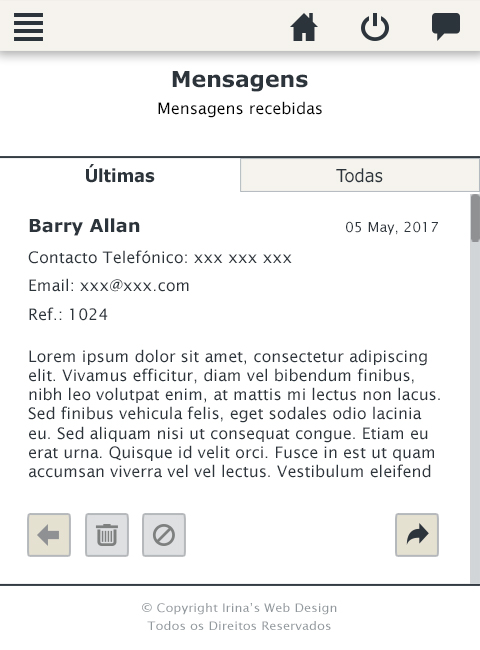 Mensagens
Mensagens recebidas
Últimas
Todas
Barry Allan
05 May, 2017
Contacto Telefónico: xxx xxx xxx
Email: xxx@xxx.com
Ref.: 1024
Lorem ipsum dolor sit amet, consectetur adipiscing
elit. Vivamus efficitur, diam vel bibendum finibus,
nibh leo volutpat enim, at mattis mi lectus non lacus.
Sed finibus vehicula felis, eget sodales odio lacinia
eu. Sed aliquam nisi ut consequat congue. Etiam eu
erat urna. Quisque id velit orci. Fusce in est ut quam
accumsan viverra vel vel lectus. Vestibulum eleifend
© Copyright Irina's Web Design
Todos os Direitos Reservados